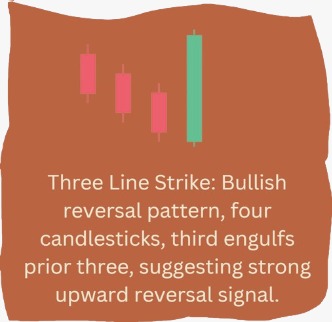 Three Line Strike: Bullish
reversal pattern, four
candlesticks, third engulfs
prior three, suggesting strong
upward reversal signal.